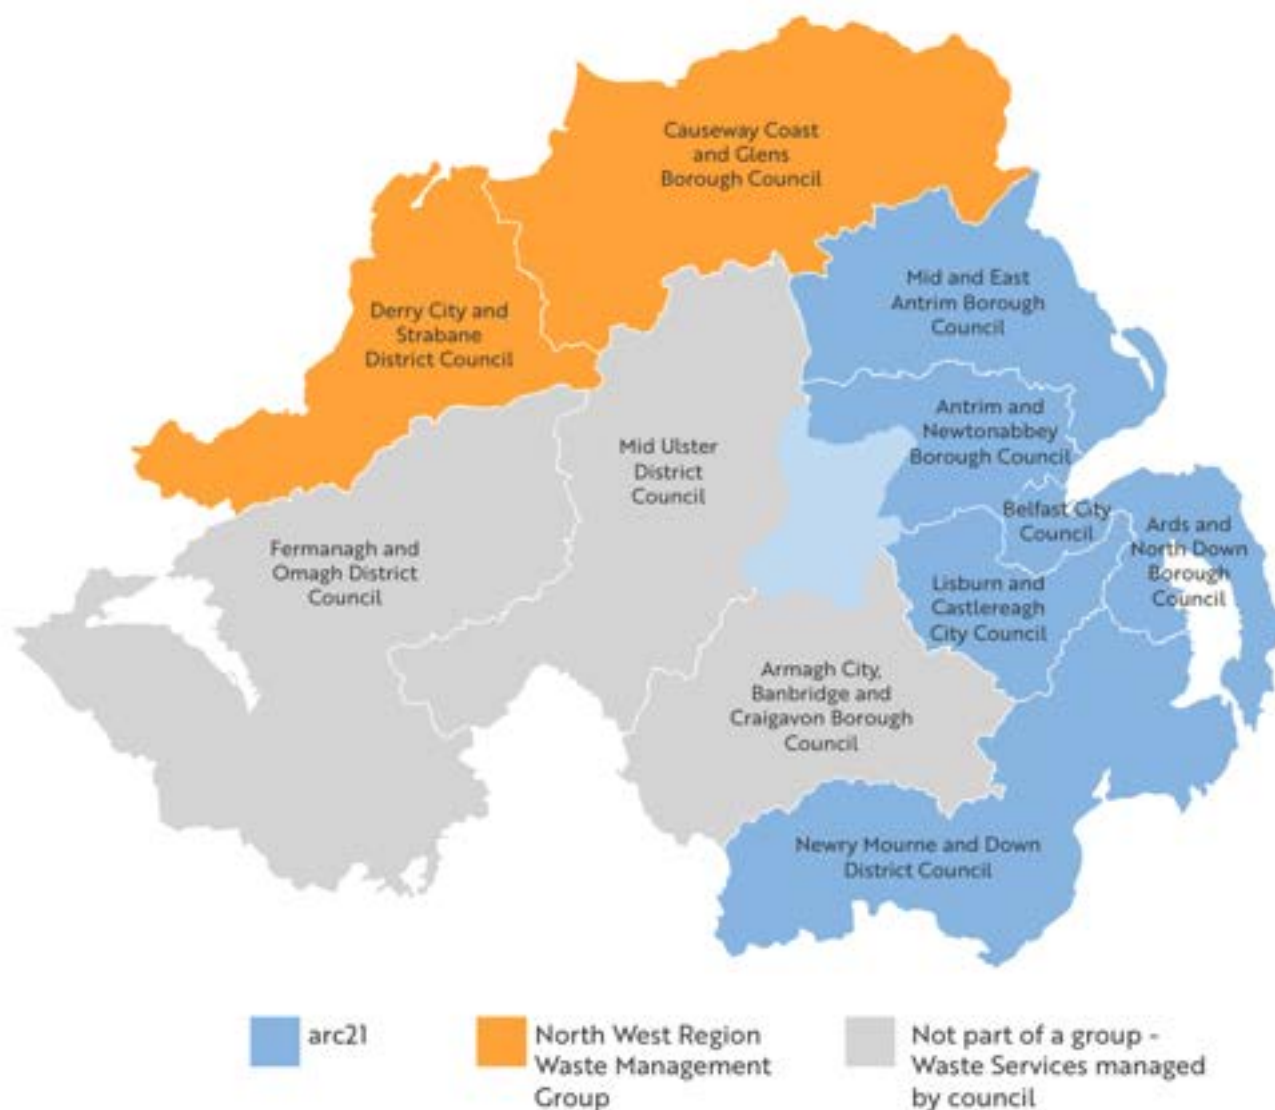 Causeway Coast
and Glens
Borough Council
Derry City and
Strabane
District Council
Mid and East
Antrim Borough
Council
Antrim and
Newtonabbey
Borough Council
Mid Ulster
District
Council
Belfast City
Council
Ards and
North Down
Borough
Council
Fermanagh and
Omagh District
Council
Lisburn and
Castlereagh
City Council
Armagh City,
Banbridge and
Craigavon Borough
Council
Newry Mourne and Down
District Council
arc21
North West Region
Waste Management
Group
Not part of a group -
Waste Services managed
by council